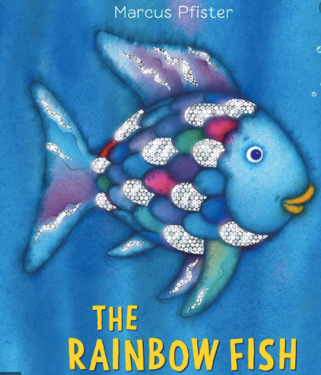 Marcus Pfister
THE
RAINBOW FISH